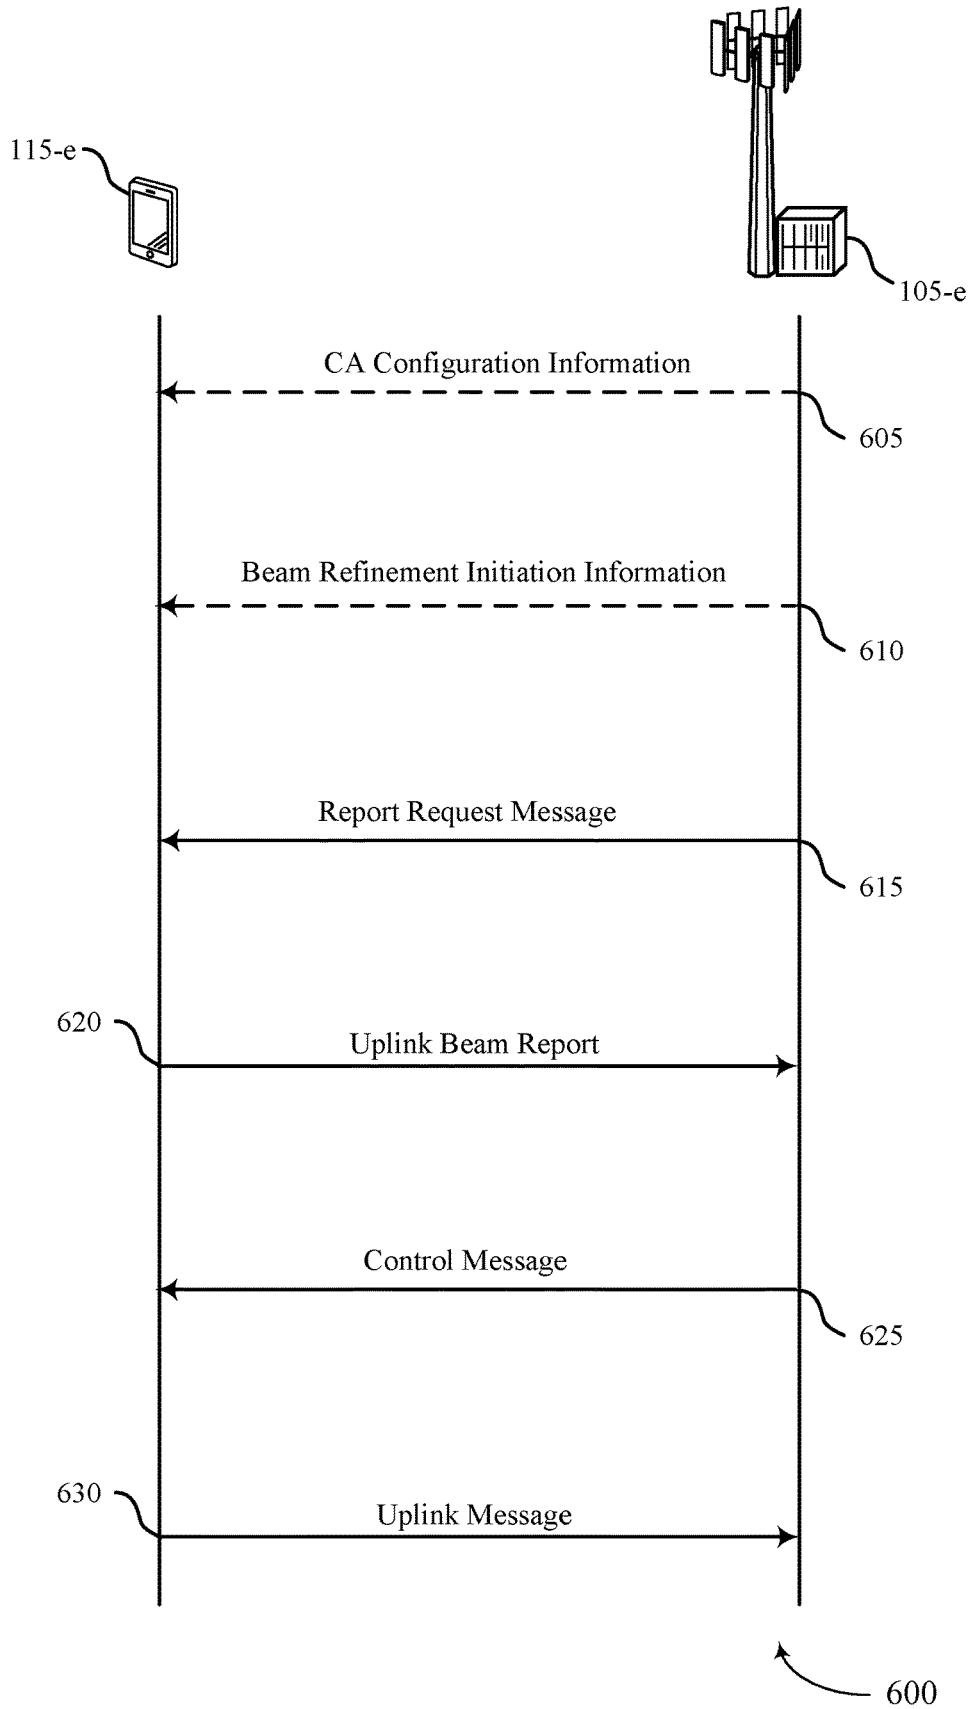 115-e
105-e
CA Configuration Information
605
Beam Refinement Initiation Information
610
Report Request Message
615
620
Uplink Beam Report
Control Message
625
630
Uplink Message
600